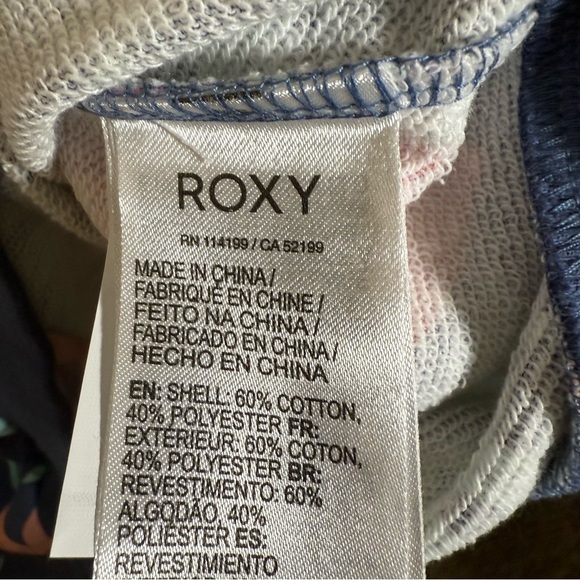 ROXY
RN 114199 / CA 52199
MADE IN CHINA /
FABRIQUE EN CHINE /
FEITO NA CHINA /
FABRICADO EN CHINA /
HECHO EN CHINA
EN: SHELL: 60% COTTON,
40% POLYESTER FR:
EXTERIEUR: 60% COTON,
40% POLYESTER BR:
REVESTIMENTO: 60%
ALGODÃO, 40%
POLIÉSTER ES:
REVESTIMIENTO